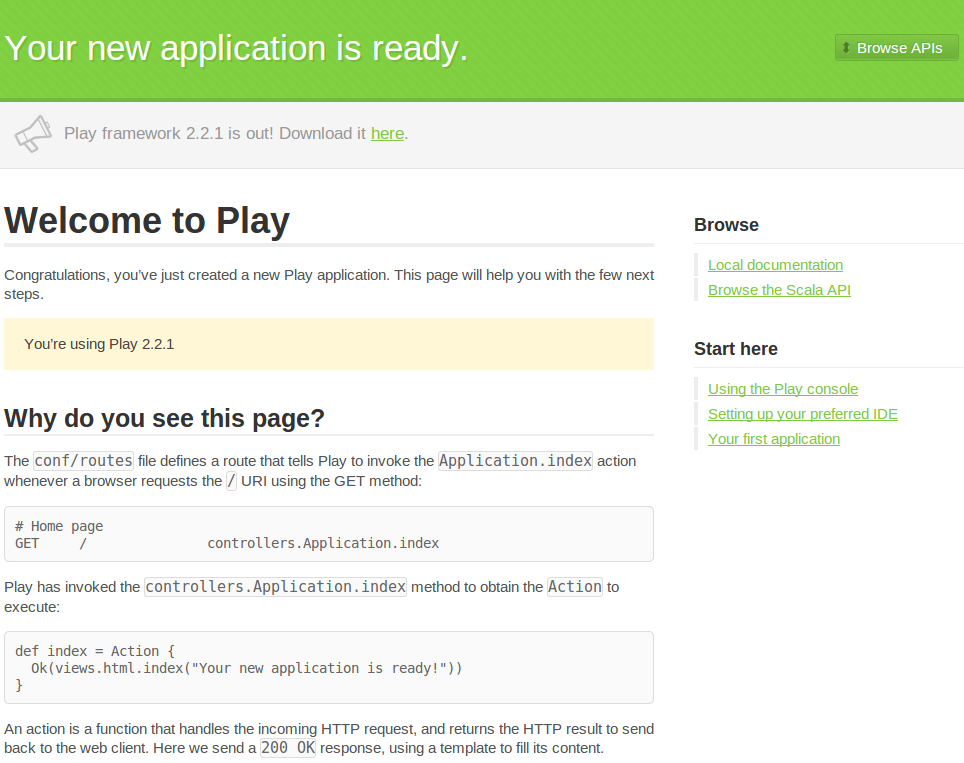 Your new application is ready.
Browse APIs
Play framework 2.2.1 is out! Download it here.
Welcome to Play
Congratulations, you’ve just created a new Play application. This page will help you with the few next
steps.
You’re using Play 2.2.1
Why do you see this page?
The conf/routes file defines a route that tells Play to invoke the Application.index action
whenever a browser requests the / URI using the GET method:
# Home page
GET     /               controllers.Application.index
Play has invoked the controllers.Application.index method to obtain the Action to
execute:
def index = Action {
  Ok(views.html.index("Your new application is ready!"))
}
An action is a function that handles the incoming HTTP request, and returns the HTTP result to send
back to the web client. Here we send a 200 OK response, using a template to fill its content.
Browse
Local documentation
Browse the Scala API
Start here
Using the Play console
Setting up your preferred IDE
Your first application